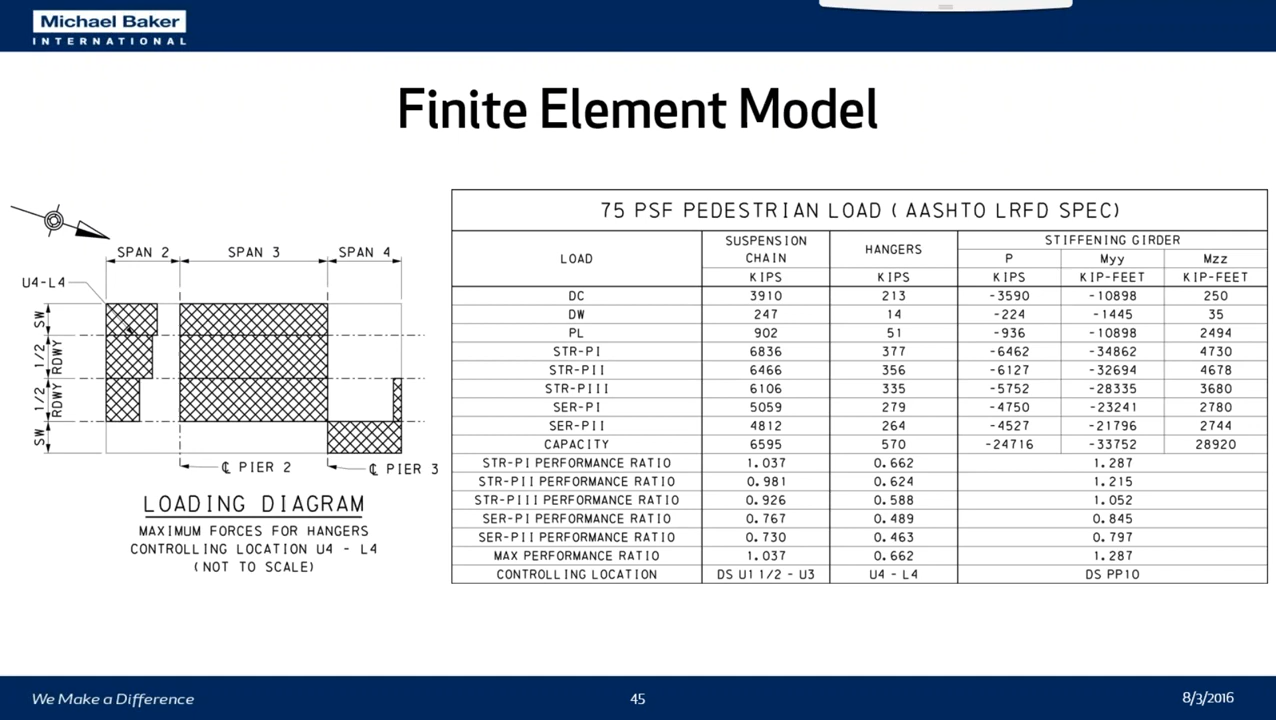 Michael Baker
INTERNATIONAL
Finite Element Model
SPAN 2 SPAN 3 SPAN 4
U4-L4
SW
1/2 RDWY
1/2 RDWY
SW
℄ PIER 2 ℄ PIER 3
LOADING DIAGRAM
MAXIMUM FORCES FOR HANGERS
CONTROLLING LOCATION U4 - L4
(NOT TO SCALE)
75 PSF PEDESTRIAN LOAD (AASHTO LRFD SPEC)
LOAD SUSPENSION CHAIN HANGERS STIFFENING GIRDER
P Myy Mzz
KIPS KIPS KIPS KIP-FEET KIP-FEET
DC 3910 213 -3590 -10898 250
DW 247 14 -224 -1445 35
PL 902 51 -936 -10898 2494
STR-PI 6836 377 -6462 -34862 4730
STR-PII 6466 356 -6127 -32694 4678
STR-PIII 6106 335 -5752 -28335 3680
SER-PI 5059 279 -4750 -23241 2780
SER-PII 4812 264 -4527 -21796 2744
CAPACITY 6595 570 -24716 -33752 28920
STR-PI PERFORMANCE RATIO 1.037 0.662 1.287
STR-PII PERFORMANCE RATIO 0.981 0.624 1.215
STR-PIII PERFORMANCE RATIO 0.926 0.588 1.052
SER-PI PERFORMANCE RATIO 0.767 0.489 0.845
SER-PII PERFORMANCE RATIO 0.730 0.463 0.797
MAX PERFORMANCE RATIO 1.037 0.662 1.287
CONTROLLING LOCATION DS U1 1/2 - U3 U4 - L4 DS PP10
We Make a Difference 45 8/3/2016